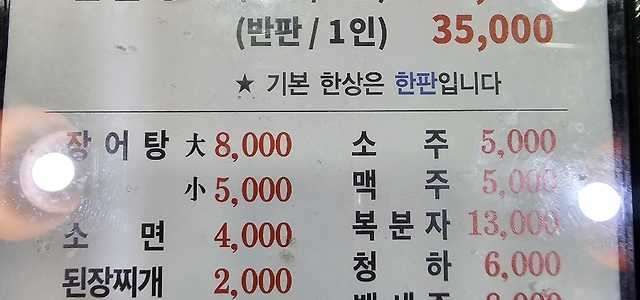 (반판 / 1인) 35,000
★ 기본 한상은 한판입니다
장어탕 大 8,000
小 5,000
소면 4,000
된장찌개 2,000
소주 5,000
맥주 5,000
복분자 13,000
청하 6,000